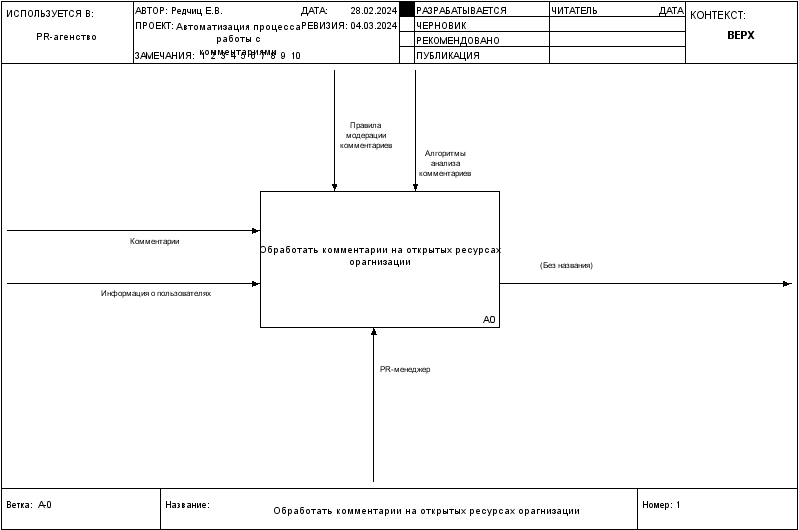 ИСПОЛЬЗУЕТСЯ В:
PR-агенство
АВТОР: Редчиц Е.В.
ДАТА: 28.02.2024
ПРОЕКТ: Автоматизация процесса
работы с
комментариями
РЕВИЗИЯ: 04.03.2024
ЗАМЕЧАНИЯ: 1 2 3 4 5 6 7 8 9 10
РАЗРАБАТЫВАЕТСЯ
ЧЕРНОВИК
РЕКОМЕНДОВАНО
ПУБЛИКАЦИЯ
ЧИТАТЕЛЬ ДАТА
КОНТЕКСТ:
ВЕРХ
Правила
модерации
комментариев
Алгоритмы
анализа
комментариев
Комментарии
Обработать комментарии на открытых ресурсах
орагнизации
(Без названия)
Информация о пользователях
A0
PR-менеджер
Ветка: A-0
Название:
Обработать комментарии на открытых ресурсах орагнизации
Номер: 1